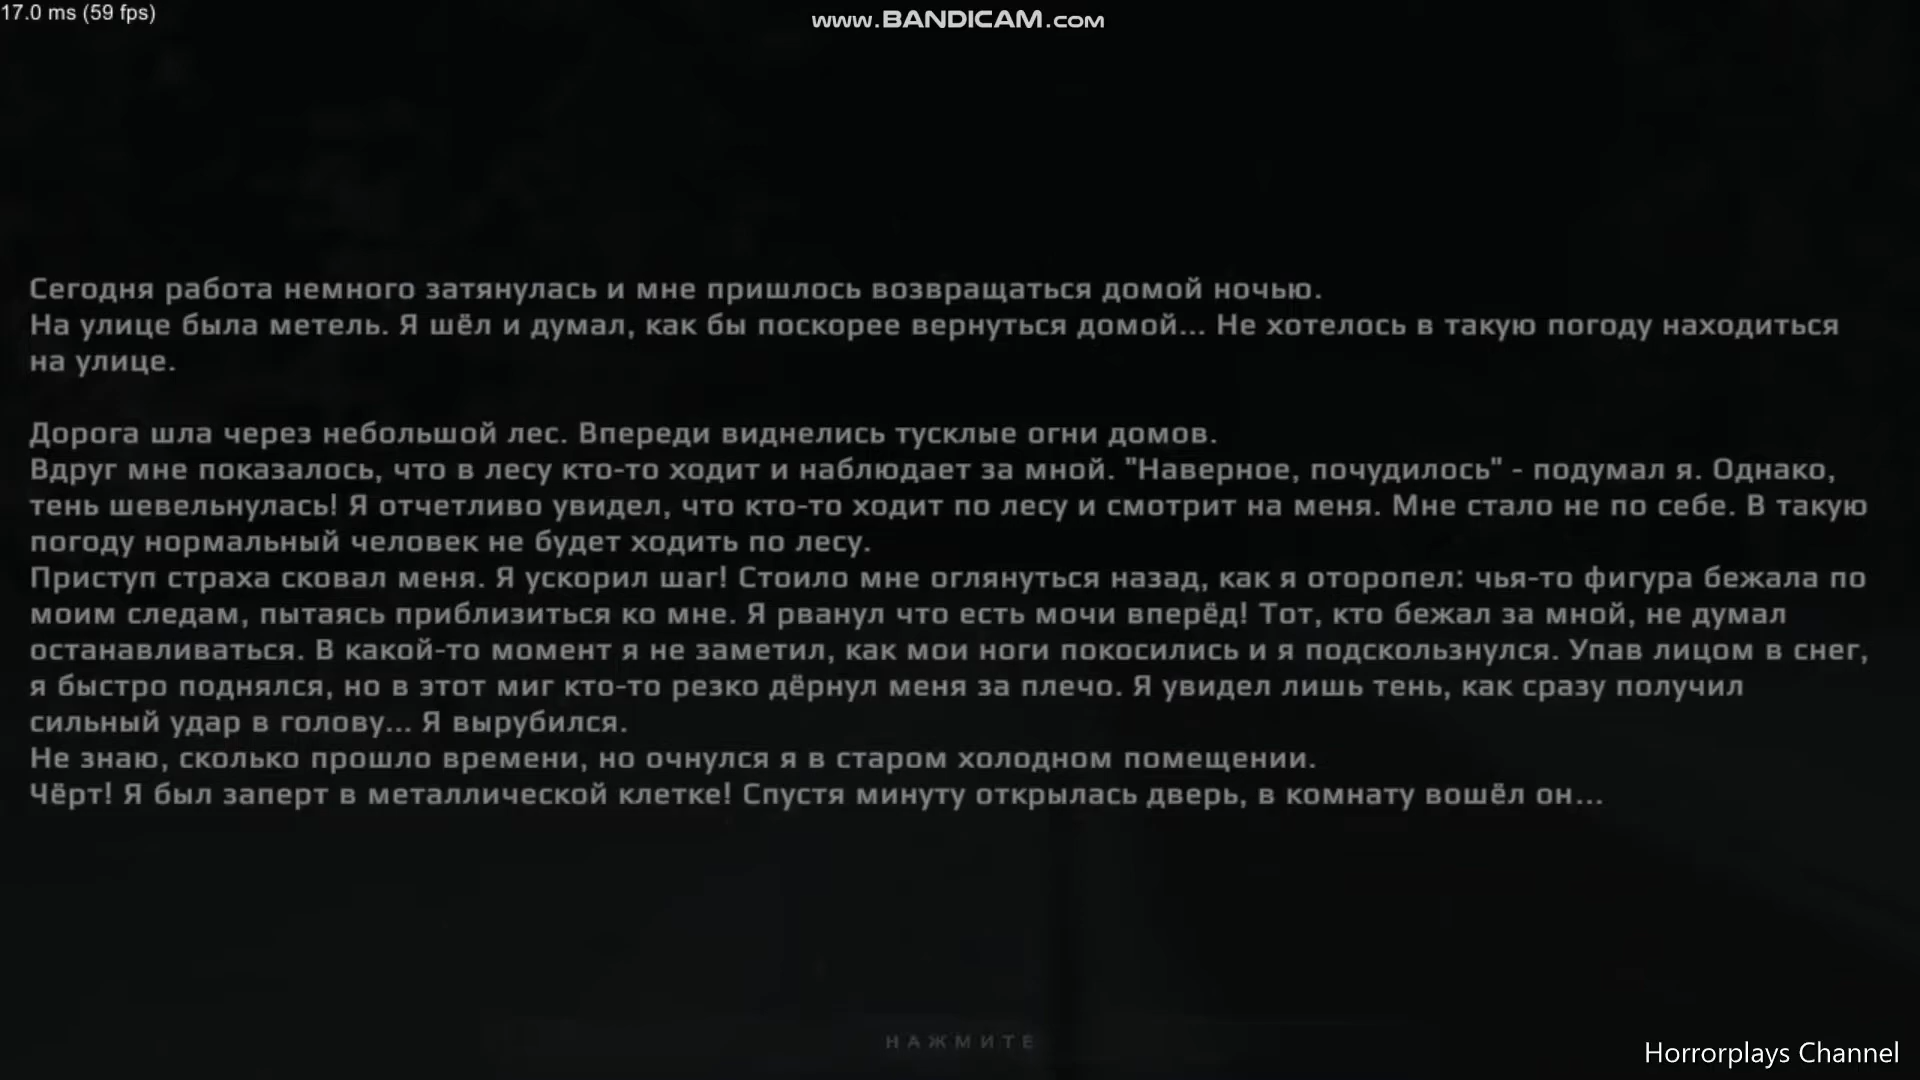 17.0 ms (59 fps)
www.BANDICAM.com
Сегодня работа немного затянулась и мне пришлось возвращаться домой ночью.
На улице была метель. Я шёл и думал, как бы поскорее вернуться домой... Не хотелось в такую погоду находиться
на улице.
Дорога шла через небольшой лес. Впереди виднелись тусклые огни домов.
Вдруг мне показалось, что в лесу кто-то ходит и наблюдает за мной. "Наверное, почудилось" - подумал я. Однако,
тень шевельнулась! Я отчетливо увидел, что кто-то ходит по лесу и смотрит на меня. Мне стало не по себе. В такую
погоду нормальный человек не будет ходить по лесу.
Приступ страха сковал меня. Я ускорил шаг! Стоило мне оглянуться назад, как я оторопел: чья-то фигура бежала по
моим следам, пытаясь приблизиться ко мне. Я рванул что есть мочи вперёд! Тот, кто бежал за мной, не думал
останавливаться. В какой-то момент я не заметил, как мои ноги покосились и я подскользнулся. Упав лицом в снег,
я быстро поднялся, но в этот миг кто-то резко дёрнул меня за плечо. Я увидел лишь тень, как сразу получил
сильный удар в голову... Я вырубился.
Не знаю, сколько прошло времени, но очнулся я в старом холодном помещении.
Чёрт! Я был заперт в металлической клетке! Спустя минуту открылась дверь, в комнату вошёл он...
НАЖМИТЕ
Horrorplays Channel